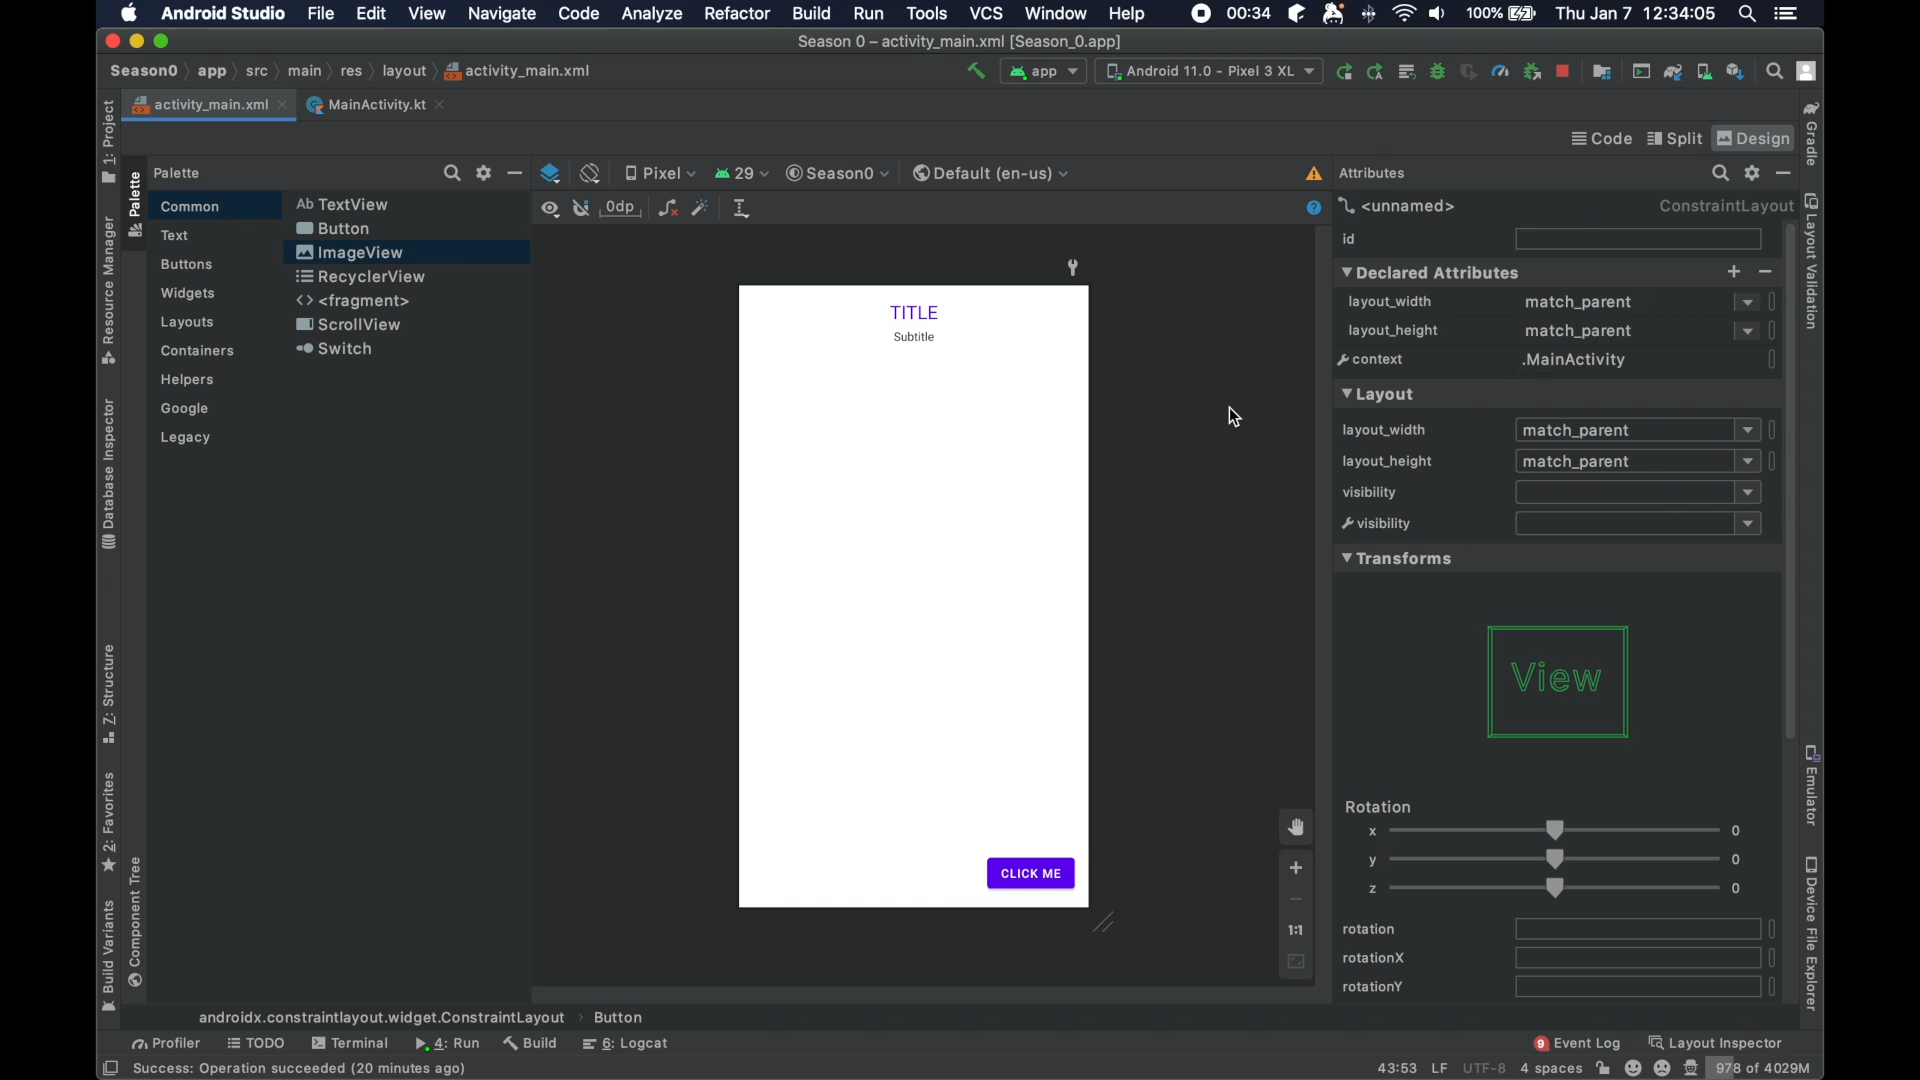 Android Studio File Edit View Navigate Code Analyze Refactor Build Run Tools VCS Window Help 00:34 100% Thu Jan 7 12:34:05
Season 0 – activity_main.xml [Season_0.app]
Season0 app src main res layout activity_main.xml app Android 11.0 - Pixel 3 XL
activity_main.xml MainActivity.kt
Code Split Design
Palette Pixel 29 Season0 Default (en-us) Attributes
Common
Text
Buttons
Widgets
Layouts
Containers
Helpers
Google
Legacy
Ab TextView
Button
ImageView
RecyclerView
<> <fragment>
ScrollView
Switch
0dp
TITLE
Subtitle
CLICK ME
1:1
<unnamed> ConstraintLayout
id
Declared Attributes
layout_width match_parent
layout_height match_parent
context .MainActivity
Layout
layout_width match_parent
layout_height match_parent
visibility
visibility
Transforms
View
Rotation
x 0
y 0
z 0
rotation
rotationX
rotationY
1: Project
Resource Manager
Database Inspector
Z: Structure
2: Favorites
Build Variants
Palette
Component Tree
Gradle
Layout Validation
Emulator
Device File Explorer
androidx.constraintlayout.widget.ConstraintLayout › Button
Profiler TODO Terminal 4: Run Build 6: Logcat 9 Event Log Layout Inspector
Success: Operation succeeded (20 minutes ago) 43:53 LF UTF-8 4 spaces 978 of 4029M